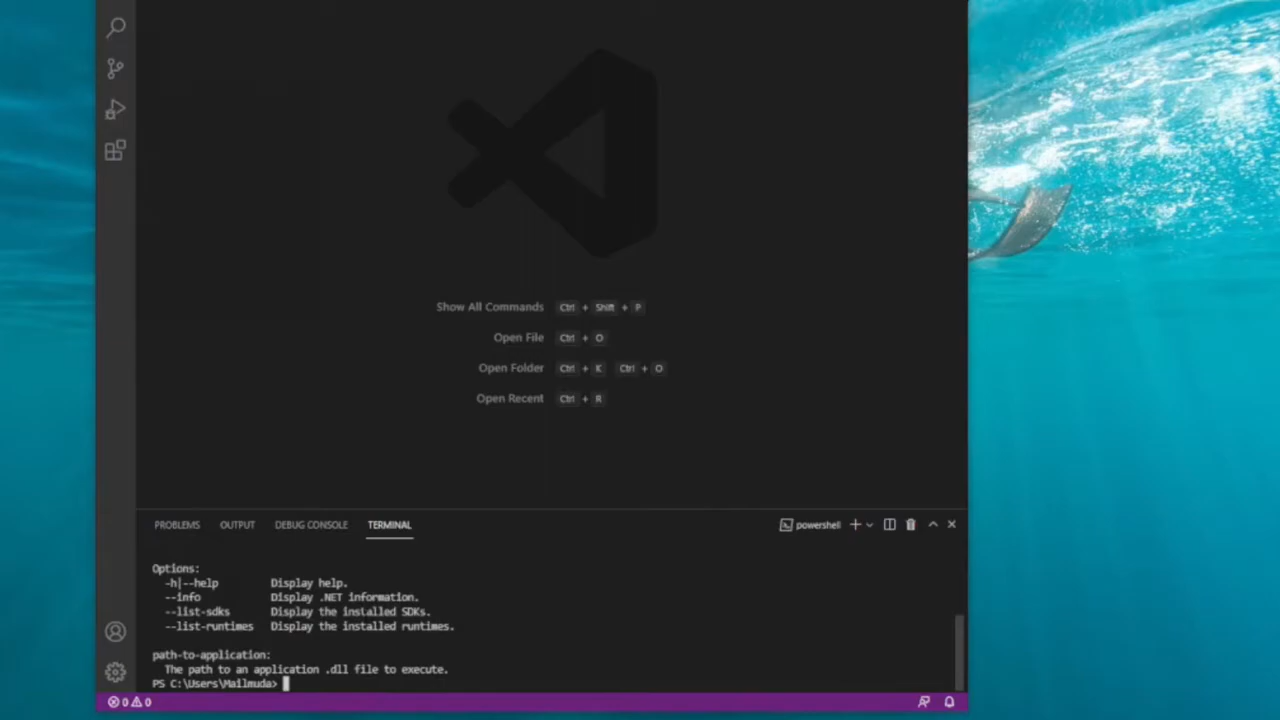 Show All Commands Ctrl + Shift + P
Open File Ctrl + O
Open Folder Ctrl + K Ctrl + O
Open Recent Ctrl + R
PROBLEMS OUTPUT DEBUG CONSOLE TERMINAL powershell
Options:
-h|--help Display help.
--info Display .NET information.
--list-sdks Display the installed SDKs.
--list-runtimes Display the installed runtimes.
path-to-application:
The path to an application .dll file to execute.
PS C:\Users\Mailmuda>
0 0